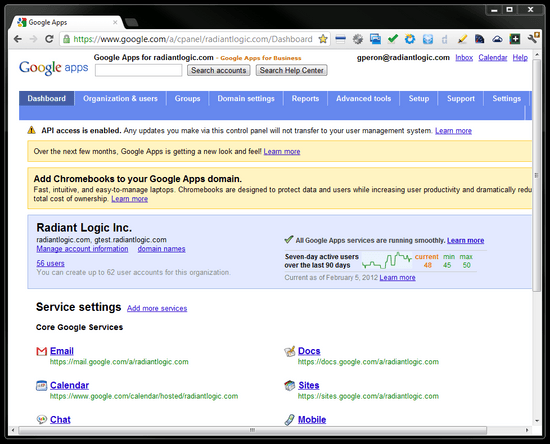 Google Apps
https://www.google.com/a/cpanel/radiantlogic.com/Dashboard
Google apps
Google Apps for radiantlogic.com - Google Apps for Business
gperon@radiantlogic.com Inbox Calendar Help
Search accounts Search Help Center
Dashboard Organization & users Groups Domain settings Reports Advanced tools Setup Support Settings
API access is enabled. Any updates you make via this control panel will not transfer to your user management system. Learn more
Over the next few months, Google Apps is getting a new look and feel! Learn more
Add Chromebooks to your Google Apps domain.
Fast, intuitive, and easy-to-manage laptops. Chromebooks are designed to protect data and users while increasing user productivity and dramatically redu
total cost of ownership. Learn more
Radiant Logic Inc.
radiantlogic.com, gtest.radiantlogic.com
Manage account information domain names
56 users
You can create up to 62 user accounts for this organization.
All Google Apps services are running smoothly. Learn more
Seven-day active users current min max
over the last 90 days 48 45 50
Current as of February 5, 2012 Learn more
Service settings Add more services
Core Google Services
Email Docs
https://mail.google.com/a/radiantlogic.com https://docs.google.com/a/radiantlogic.com
Calendar Sites
https://www.google.com/calendar/hosted/radiantlogic.com https://sites.google.com/a/radiantlogic.com
Chat Mobile